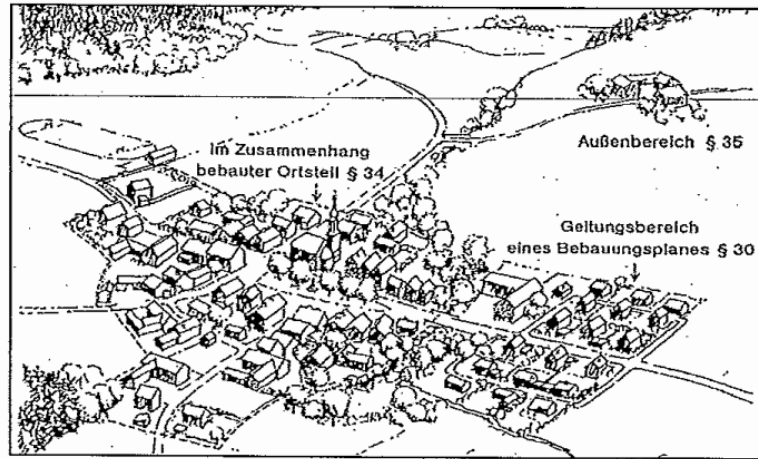 Im Zusammenhang
bebauter Ortsteil § 34
Außenbereich § 35
Geltungsbereich
eines Bebauungsplanes § 30